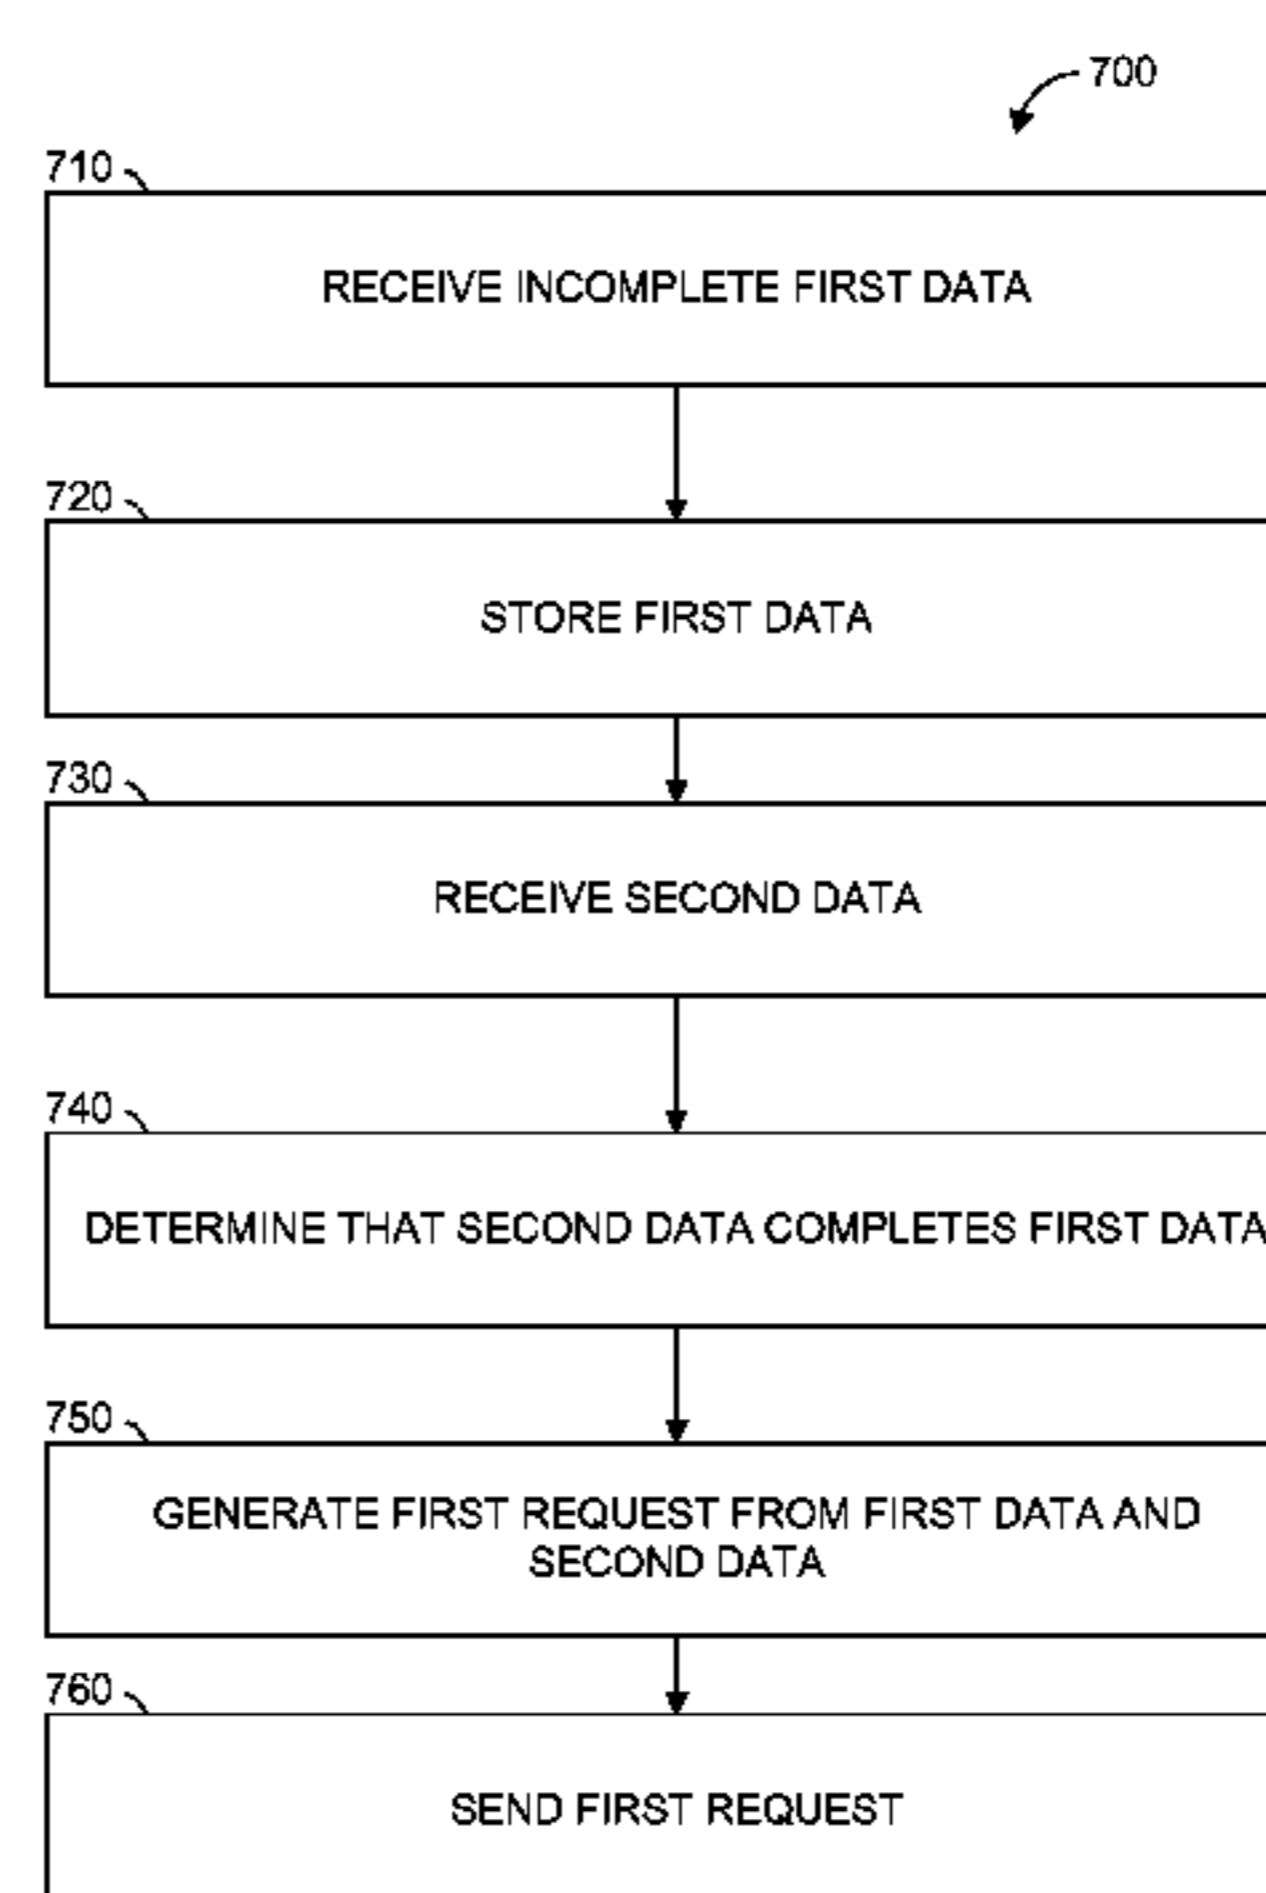 700
710
RECEIVE INCOMPLETE FIRST DATA
720
STORE FIRST DATA
730
RECEIVE SECOND DATA
740
DETERMINE THAT SECOND DATA COMPLETES FIRST DATA
750
GENERATE FIRST REQUEST FROM FIRST DATA AND
SECOND DATA
760
SEND FIRST REQUEST